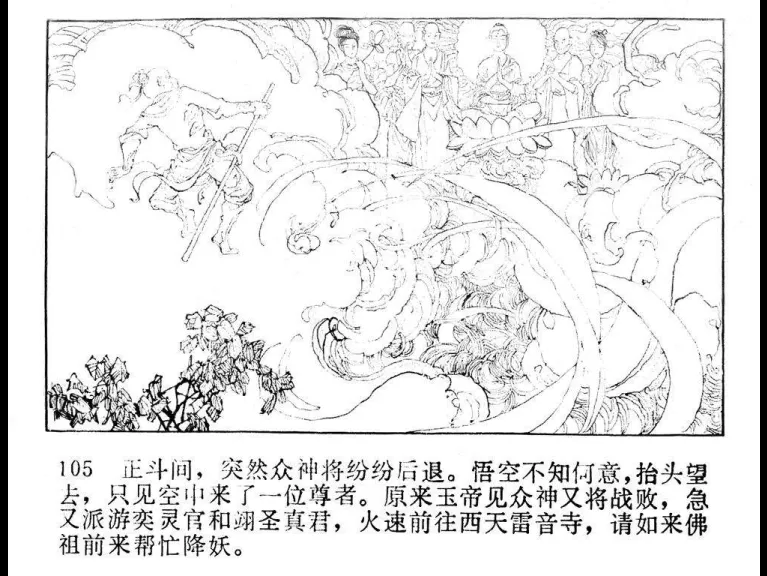 105 正斗间，突然众神将纷纷后退。悟空不知何意，抬头望
去，只见空中来了一位尊者。原来玉帝见众神又将战败，急
又派游奕灵官和翊圣真君，火速前往西天雷音寺，请如来佛
祖前来帮忙降妖。